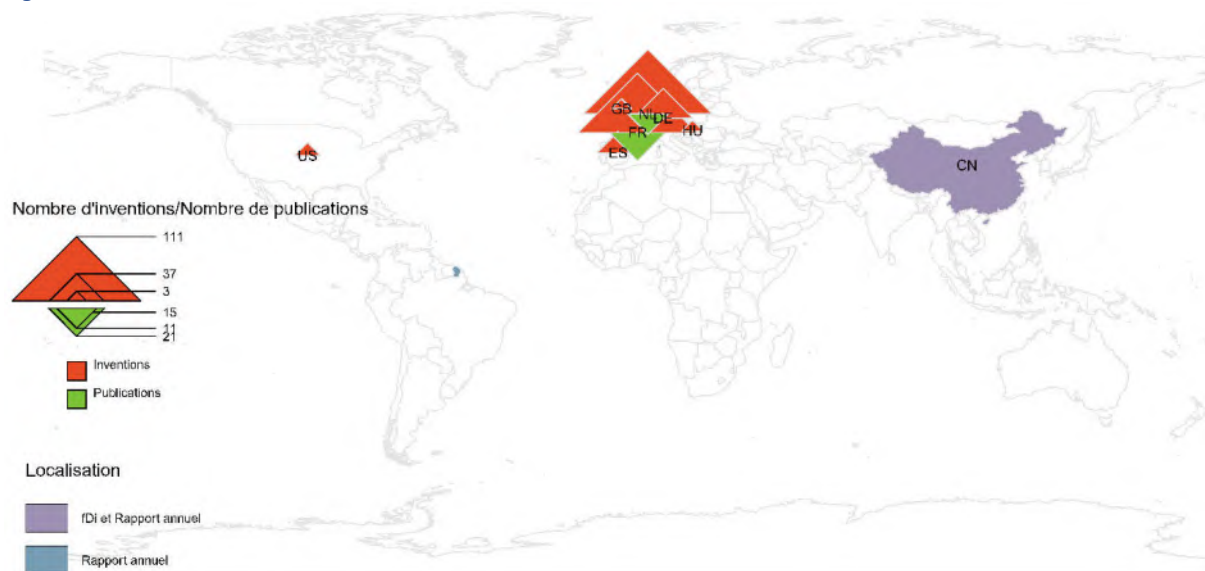 US
GB
NL
DE
HU
FR
ES
CN
Nombre d'inventions/Nombre de publications
111
37
3
15
11
21
Inventions
Publications
Localisation
fDi et Rapport annuel
Rapport annuel